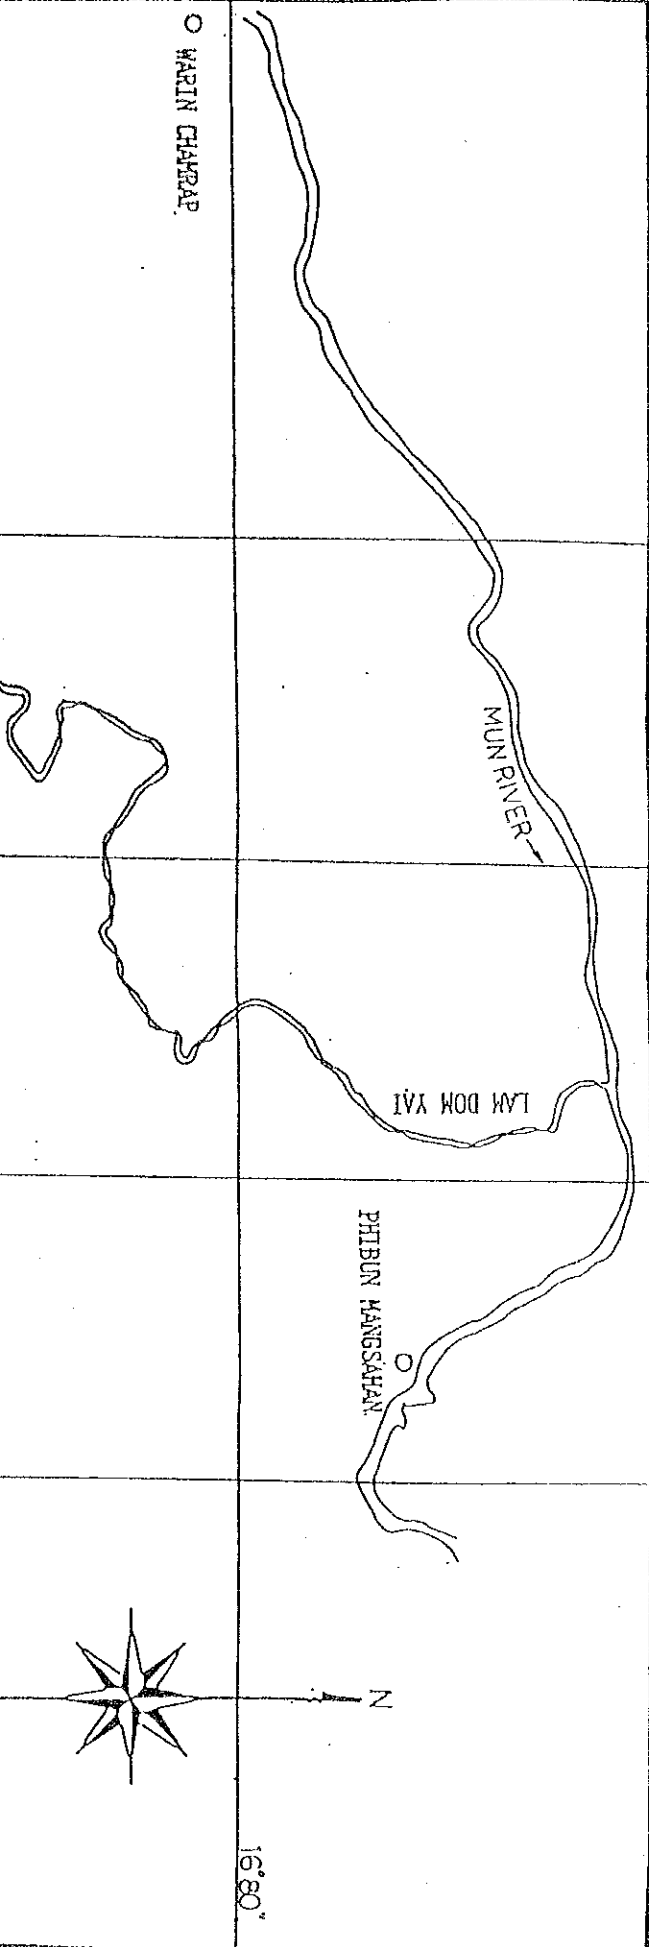 MUN RIVER
LAM DOM YAI
PHIBUN MANGSAHAN.
WARIN CHAMRAP.
N
16°80"